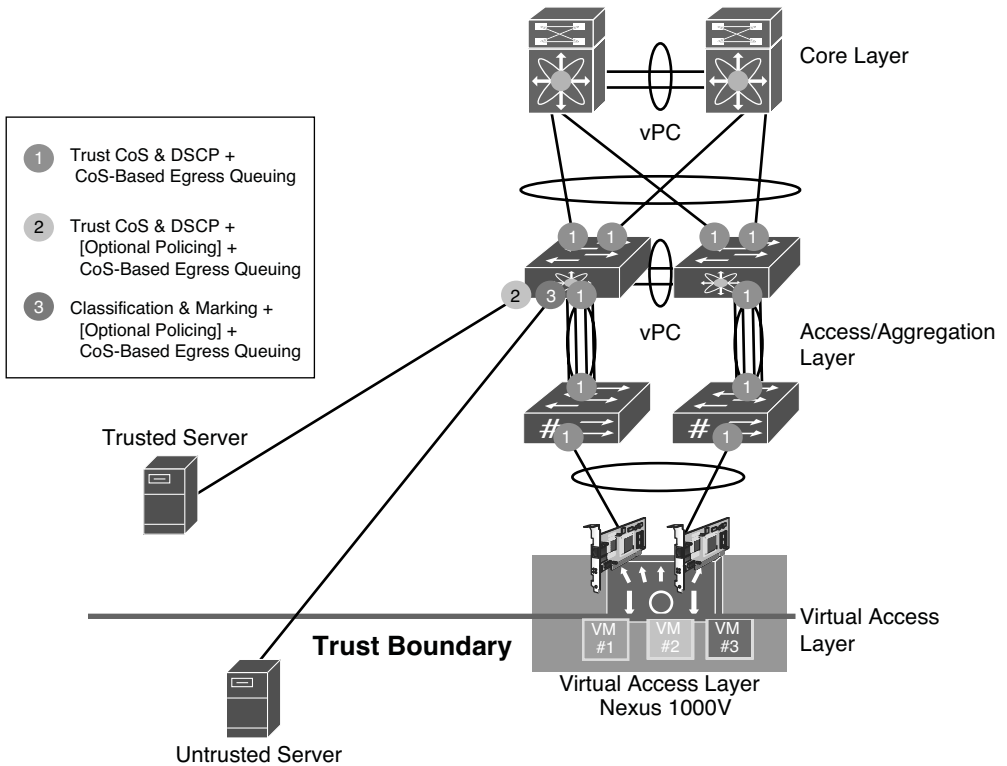 Core Layer
vPC
1 Trust CoS & DSCP +
CoS-Based Egress Queuing
2 Trust CoS & DSCP +
[Optional Policing] +
CoS-Based Egress Queuing
3 Classification & Marking +
[Optional Policing] +
CoS-Based Egress Queuing
1 1 1 1
2 3 1 1
vPC
Access/Aggregation
Layer
1 1
# #
1 1
Trusted Server
Trust Boundary
VM
#1
VM
#2
VM
#3
Virtual Access
Layer
Virtual Access Layer
Nexus 1000V
Untrusted Server